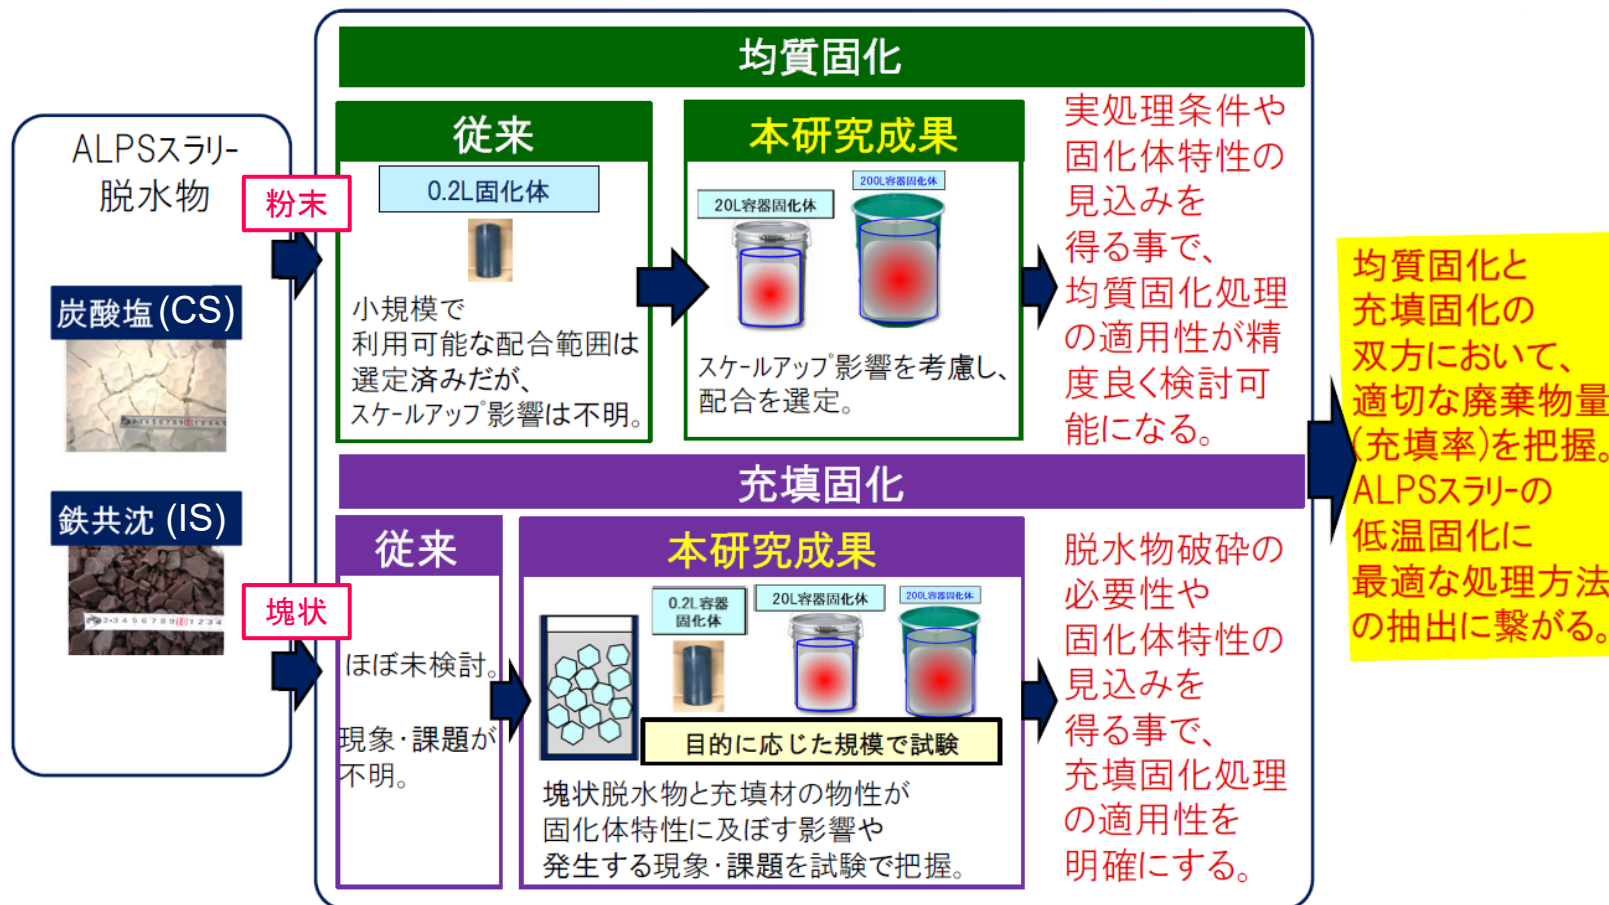 ALPSスラリー
脱水物
炭酸塩(CS)
鉄共沈(IS)
粉末
塊状
均質固化
従来
0.2L固化体
小規模で
利用可能な配合範囲は
選定済みだが、
スケールアップ影響は不明。
本研究成果
20L容器固化体
200L容器固化体
スケールアップ影響を考慮し、
配合を選定。
実処理条件や
固化体特性の
見込みを
得る事で、
均質固化処理
の適用性が精
度良く検討可
能になる。
充填固化
従来
ほぼ未検討。
現象・課題が
不明。
本研究成果
0.2L容器
固化体
20L容器固化体
200L容器固化体
目的に応じた規模で試験
塊状脱水物と充填材の物性が
固化体特性に及ぼす影響や
発生する現象・課題を試験で把握。
脱水物破砕の
必要性や
固化体特性の
見込みを
得る事で、
充填固化処理
の適用性を
明確にする。
均質固化と
充填固化の
双方において、
適切な廃棄物量
(充填率)を把握。
ALPSスラリーの
低温固化に
最適な処理方法
の抽出に繋がる。